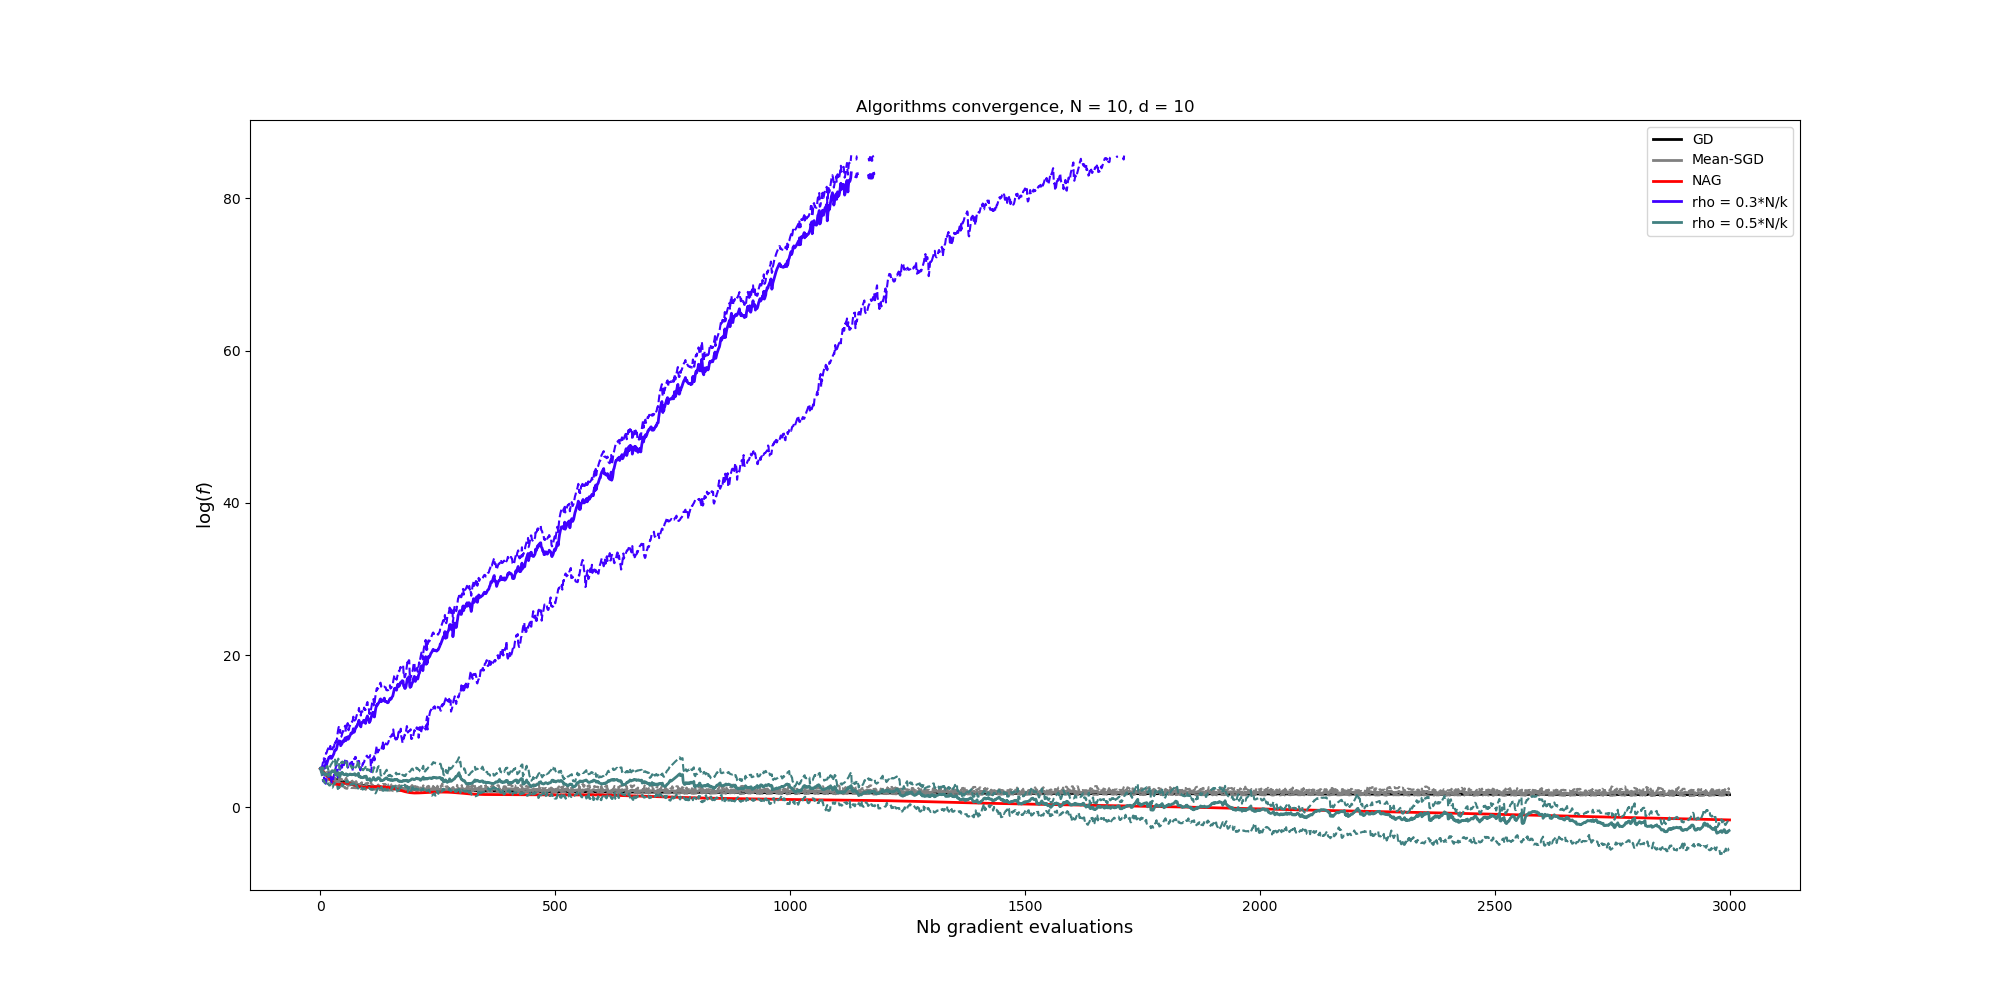 Algorithms convergence, N = 10, d = 10
GD
Mean-SGD
NAG
rho = 0.3*N/k
rho = 0.5*N/k
log(f)
80
60
40
20
0
0 500 1000 1500 2000 2500 3000
Nb gradient evaluations